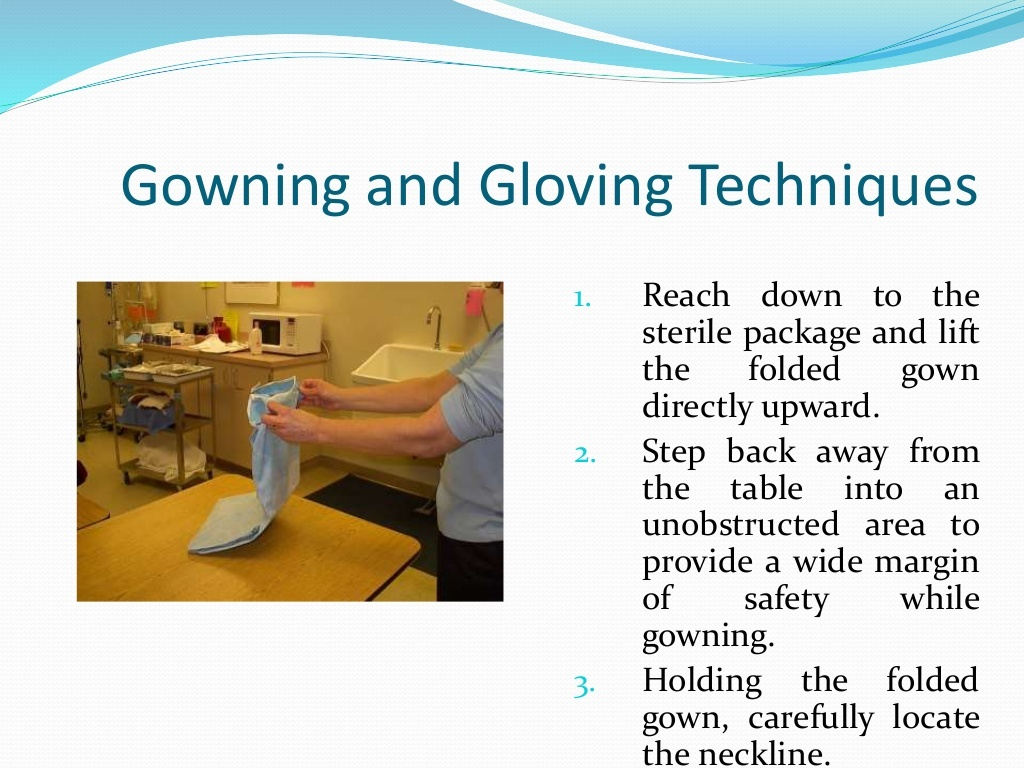 Gowning and Gloving Techniques
1. Reach down to the
sterile package and lift
the folded gown
directly upward.
2. Step back away from
the table into an
unobstructed area to
provide a wide margin
of safety while
gowning.
3. Holding the folded
gown, carefully locate
the neckline.